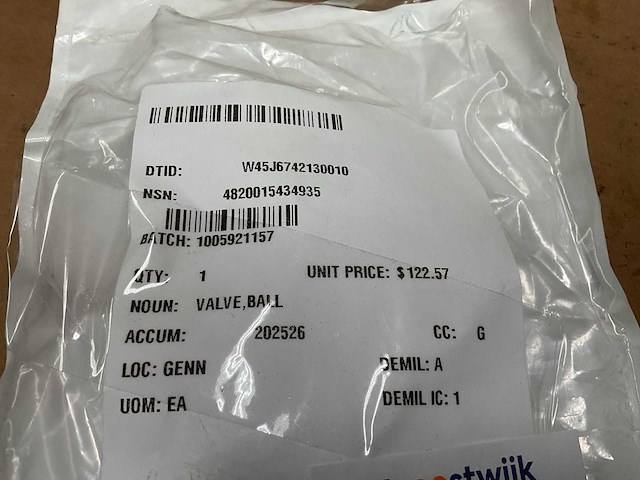 DTID: W45J6742130010
NSN: 4820015434935
BATCH: 1005921157
QTY: 1 UNIT PRICE: $122.57
NOUN: VALVE,BALL
ACCUM: 202526 CC: G
LOC: GENN DEMIL: A
UOM: EA DEMIL IC: 1